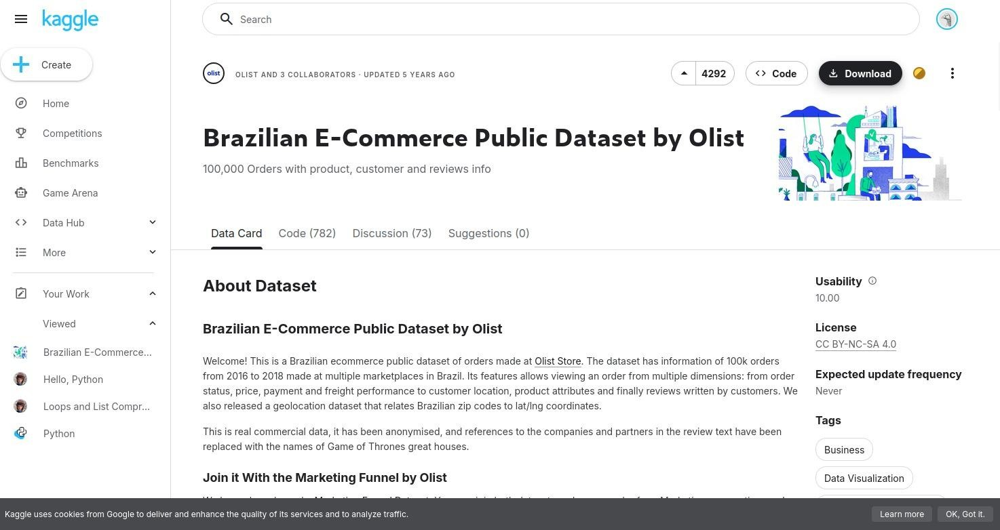 kaggle
Search
Create
Home
Competitions
Benchmarks
Game Arena
Data Hub
More
Your Work
Viewed
Brazilian E-Commerce...
Hello, Python
Loops and List Compr...
Python
olist
OLIST AND 3 COLLABORATORS · UPDATED 5 YEARS AGO
4292
Code
Download
Brazilian E-Commerce Public Dataset by Olist
100,000 Orders with product, customer and reviews info
Data Card
Code (782)
Discussion (73)
Suggestions (0)
About Dataset
Brazilian E-Commerce Public Dataset by Olist
Welcome! This is a Brazilian ecommerce public dataset of orders made at Olist Store. The dataset has information of 100k orders
from 2016 to 2018 made at multiple marketplaces in Brazil. Its features allows viewing an order from multiple dimensions: from order
status, price, payment and freight performance to customer location, product attributes and finally reviews written by customers. We
also released a geolocation dataset that relates Brazilian zip codes to lat/lng coordinates.
This is real commercial data, it has been anonymised, and references to the companies and partners in the review text have been
replaced with the names of Game of Thrones great houses.
Join it With the Marketing Funnel by Olist
Usability
10.00
License
CC BY-NC-SA 4.0
Expected update frequency
Never
Tags
Business
Data Visualization
Kaggle uses cookies from Google to deliver and enhance the quality of its services and to analyze traffic.
Learn more
OK, Got it.